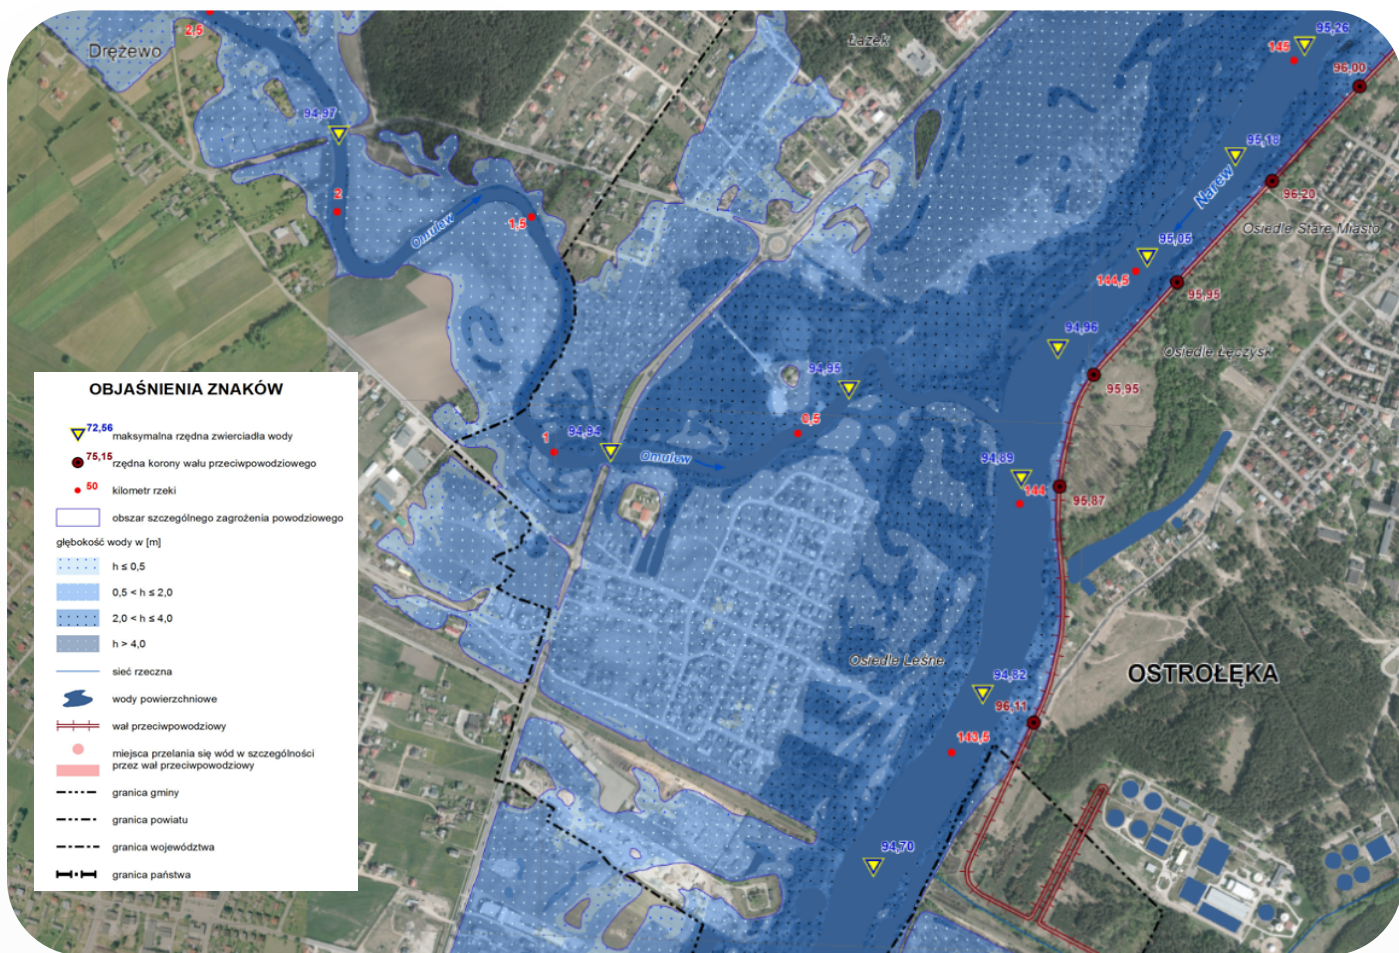 95,26
2,5
Łazek
145
Drężewo
96,00
94,97
95,18
2
96,20
Narew
1,5
Omulew
Osiedle Stare Miasto
95,05
144,5
95,95
94,96
Osiedle Łęczysk
94,95
95,95
0,5
94,94
1
Omulew
94,89
144
95,87
Osiedle Leśne
OSTROŁĘKA
94,82
96,11
143,5
94,70
OBJAŚNIENIA ZNAKÓW
72,56
maksymalna rzędna zwierciadła wody
75,15
rzędna korony wału przeciwpowodziowego
50
kilometr rzeki
obszar szczególnego zagrożenia powodziowego
głębokość wody w [m]
h ≤ 0,5
0,5 < h ≤ 2,0
2,0 < h ≤ 4,0
h > 4,0
sieć rzeczna
wody powierzchniowe
wał przeciwpowodziowy
miejsca przelania się wód w szczególności
przez wał przeciwpowodziowy
granica gminy
granica powiatu
granica województwa
granica państwa